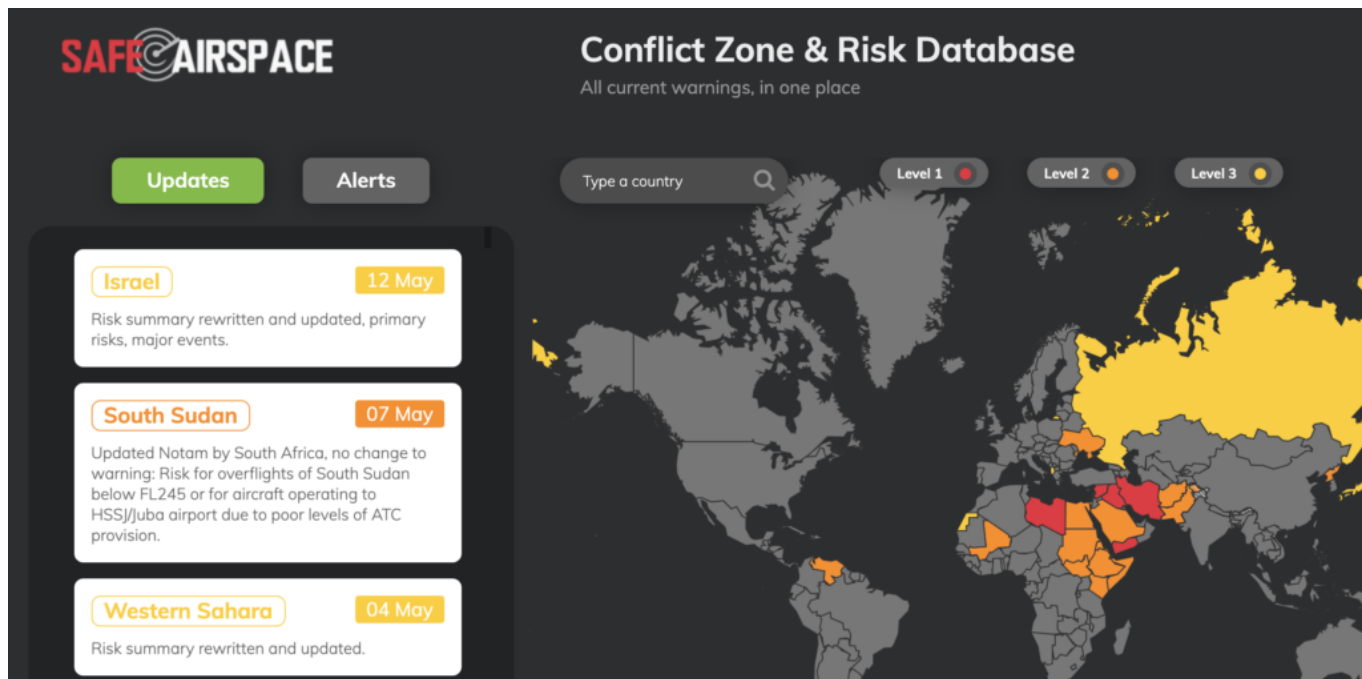 SAFE AIRSPACE
Conflict Zone & Risk Database
All current warnings, in one place
Updates
Alerts
Type a country
Level 1
Level 2
Level 3
Israel
12 May
Risk summary rewritten and updated, primary
risks, major events.
South Sudan
07 May
Updated Notam by South Africa, no change to
warning: Risk for overflights of South Sudan
below FL245 or for aircraft operating to
HSSJ/Juba airport due to poor levels of ATC
provision.
Western Sahara
04 May
Risk summary rewritten and updated.